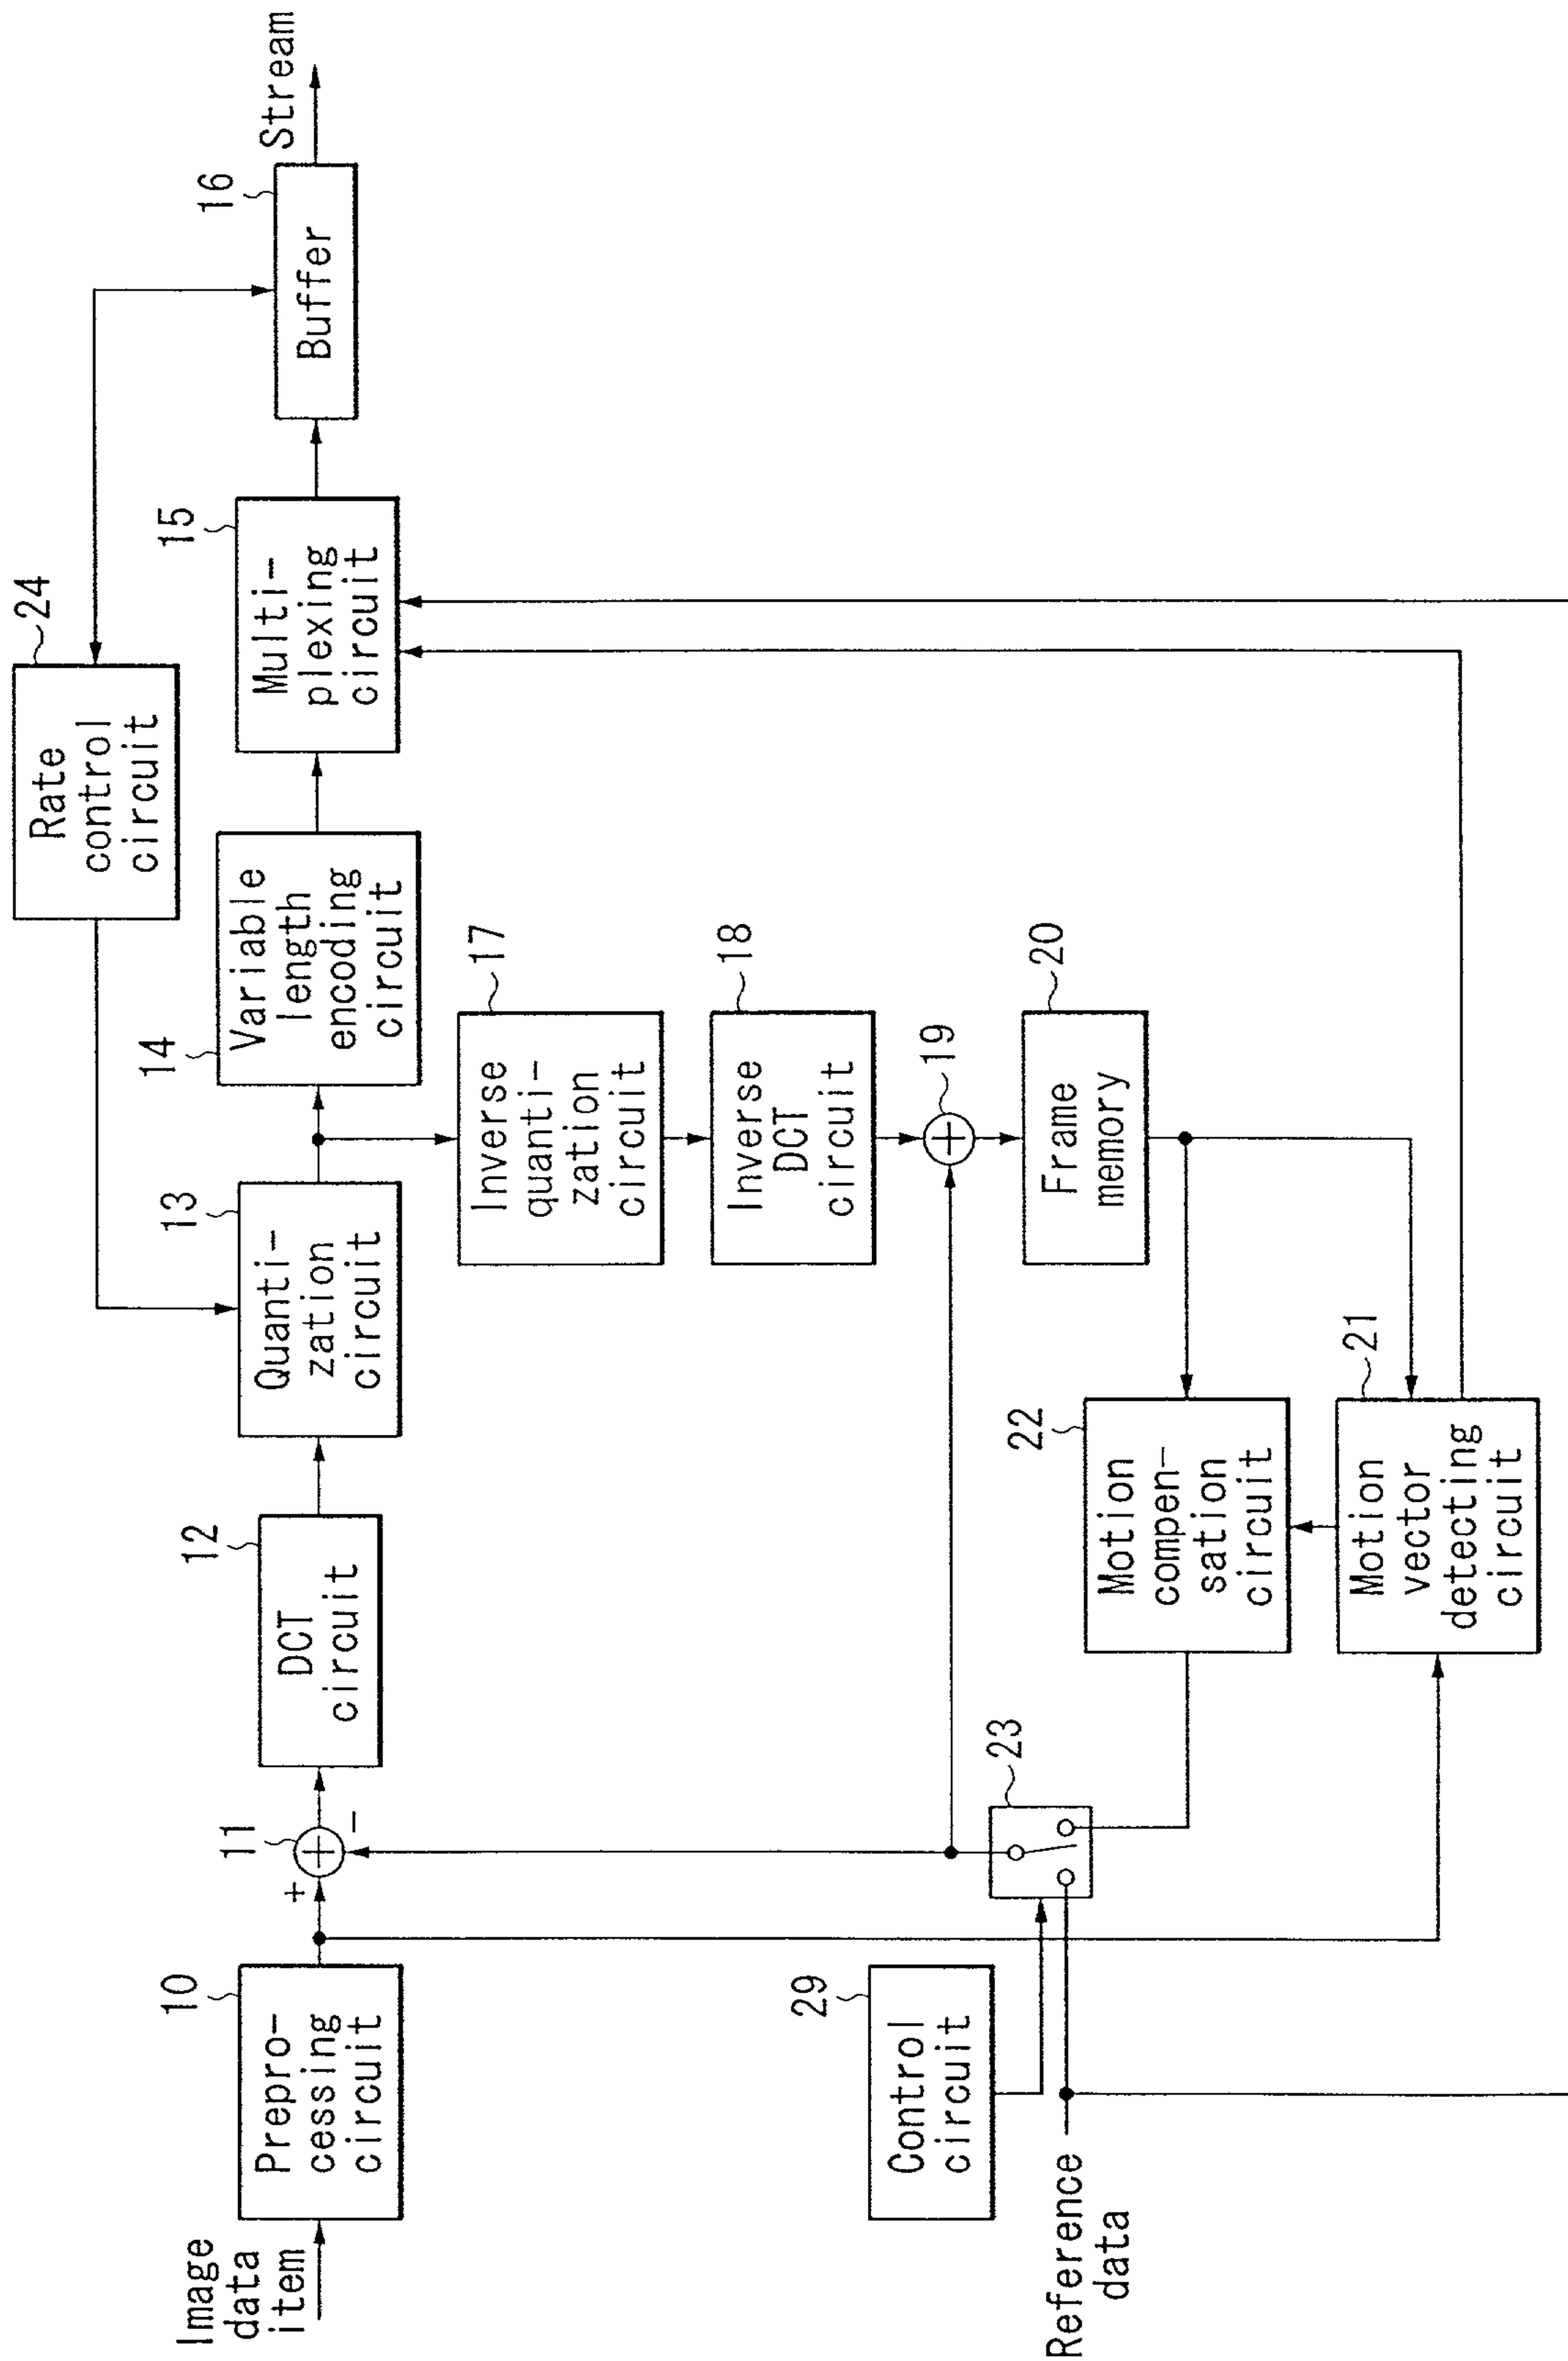 24
Rate
control
circuit
Image
data
item
10
Prepro-
cessing
circuit
+
11
-
12
DCT
circuit
13
Quanti-
zation
circuit
14
Variable
length
encoding
circuit
15
Multi-
plexing
circuit
16
Buffer
Stream
17
Inverse
quanti-
zation
circuit
18
Inverse
DCT
circuit
19
20
Frame
memory
29
Control
circuit
23
22
Motion
compen-
sation
circuit
21
Motion
vector
detecting
circuit
Reference
data